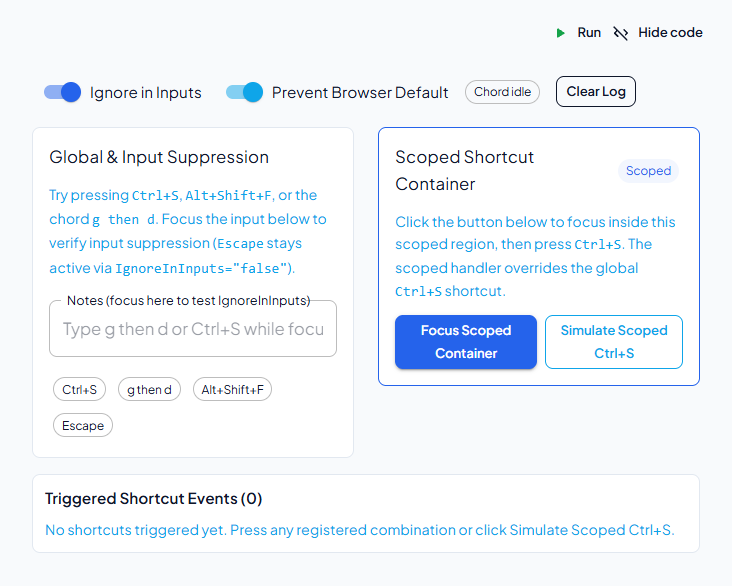 Run Hide code
Ignore in Inputs Prevent Browser Default Chord idle Clear Log
Global & Input Suppression
Try pressing Ctrl+S, Alt+Shift+F, or the
chord g then d. Focus the input below to
verify input suppression (Escape stays
active via IgnoreInInputs="false").
Notes (focus here to test IgnoreInInputs)
Type g then d or Ctrl+S while focu
Ctrl+S g then d Alt+Shift+F
Escape
Scoped Shortcut
Container
Scoped
Click the button below to focus inside this
scoped region, then press Ctrl+S. The
scoped handler overrides the global
Ctrl+S shortcut.
Focus Scoped
Container
Simulate Scoped
Ctrl+S
Triggered Shortcut Events (0)
No shortcuts triggered yet. Press any registered combination or click Simulate Scoped Ctrl+S.